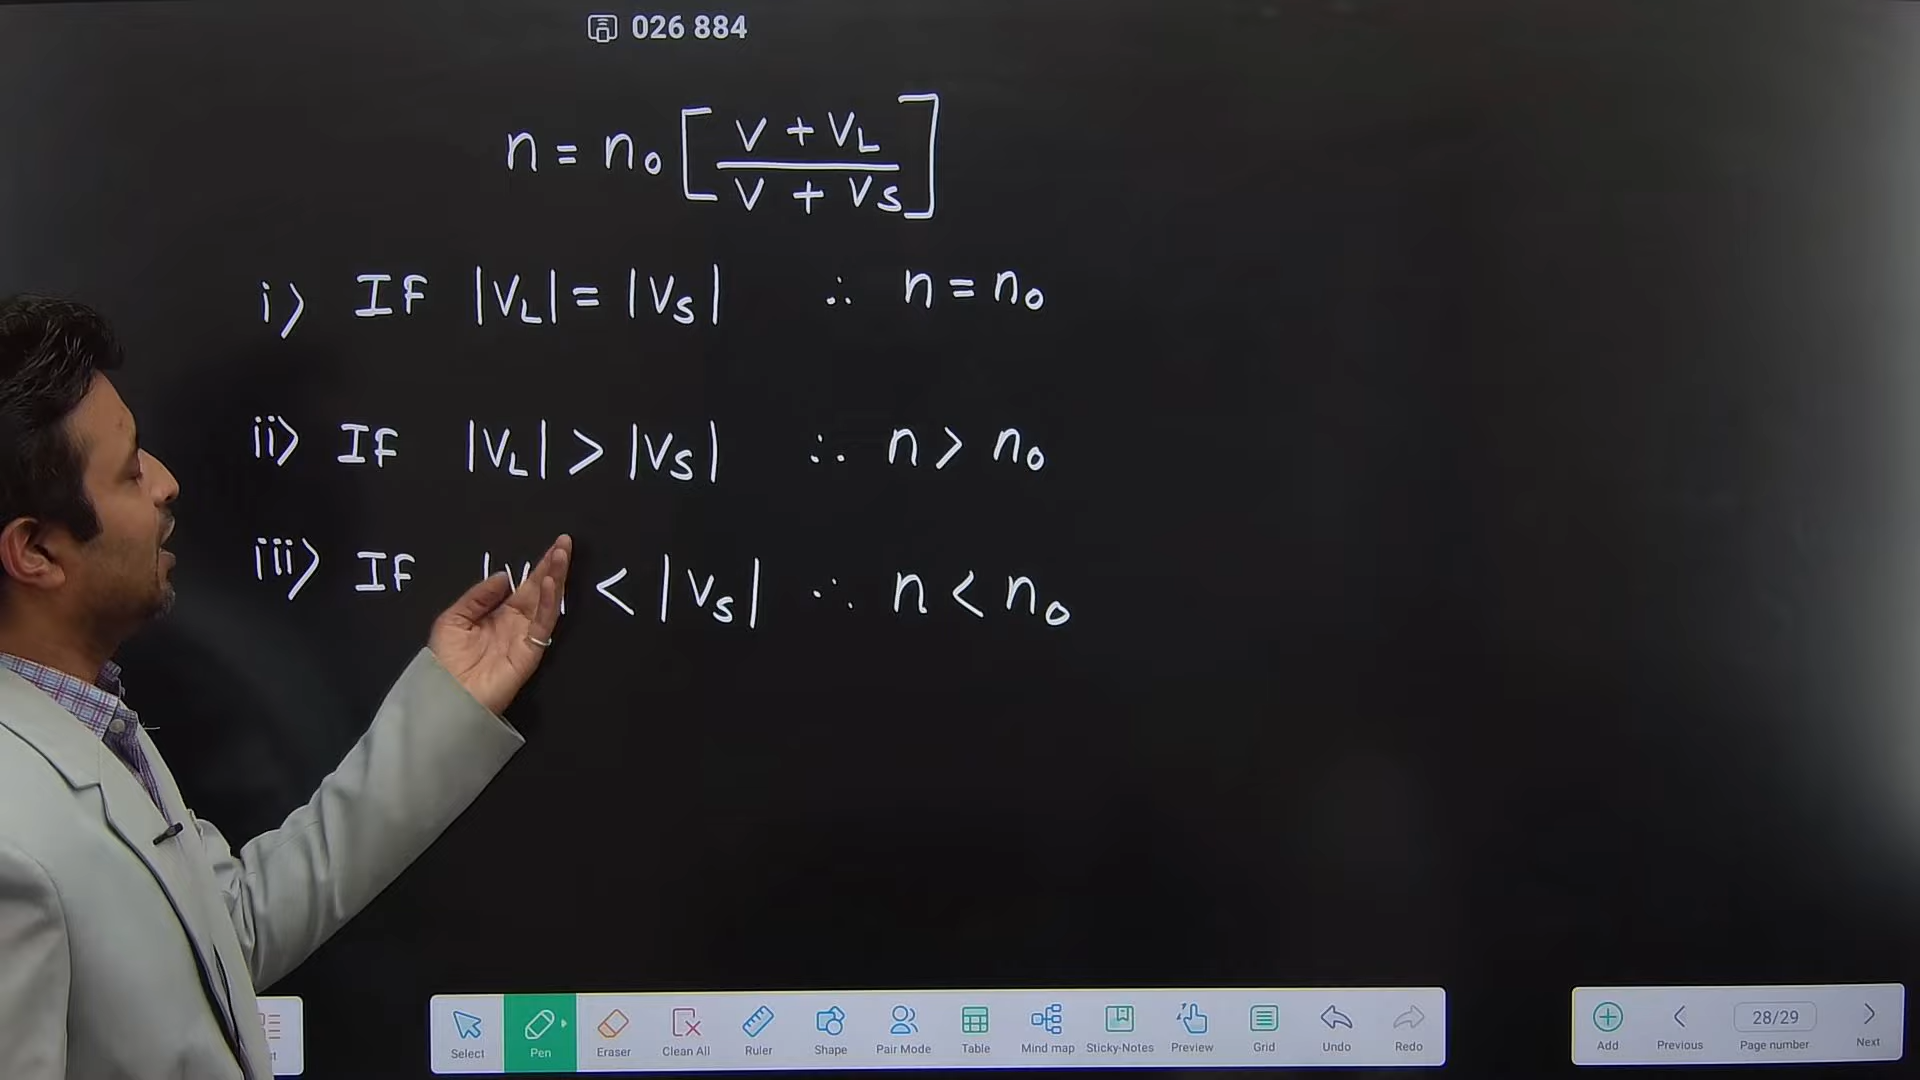 026 884
n = n₀ [ V + V_L / V + V_S ]
i) IF |V_L| = |V_S| ∴ n = n₀
ii) IF |V_L| > |V_S| ∴ n > n₀
iii) IF |V < |V_S| ∴ n < n₀
Select Pen Eraser Clean All Ruler Shape Pair Mode Table Mind map Sticky-Notes Preview Grid Undo Redo
Add Previous 28/29 Page number Next